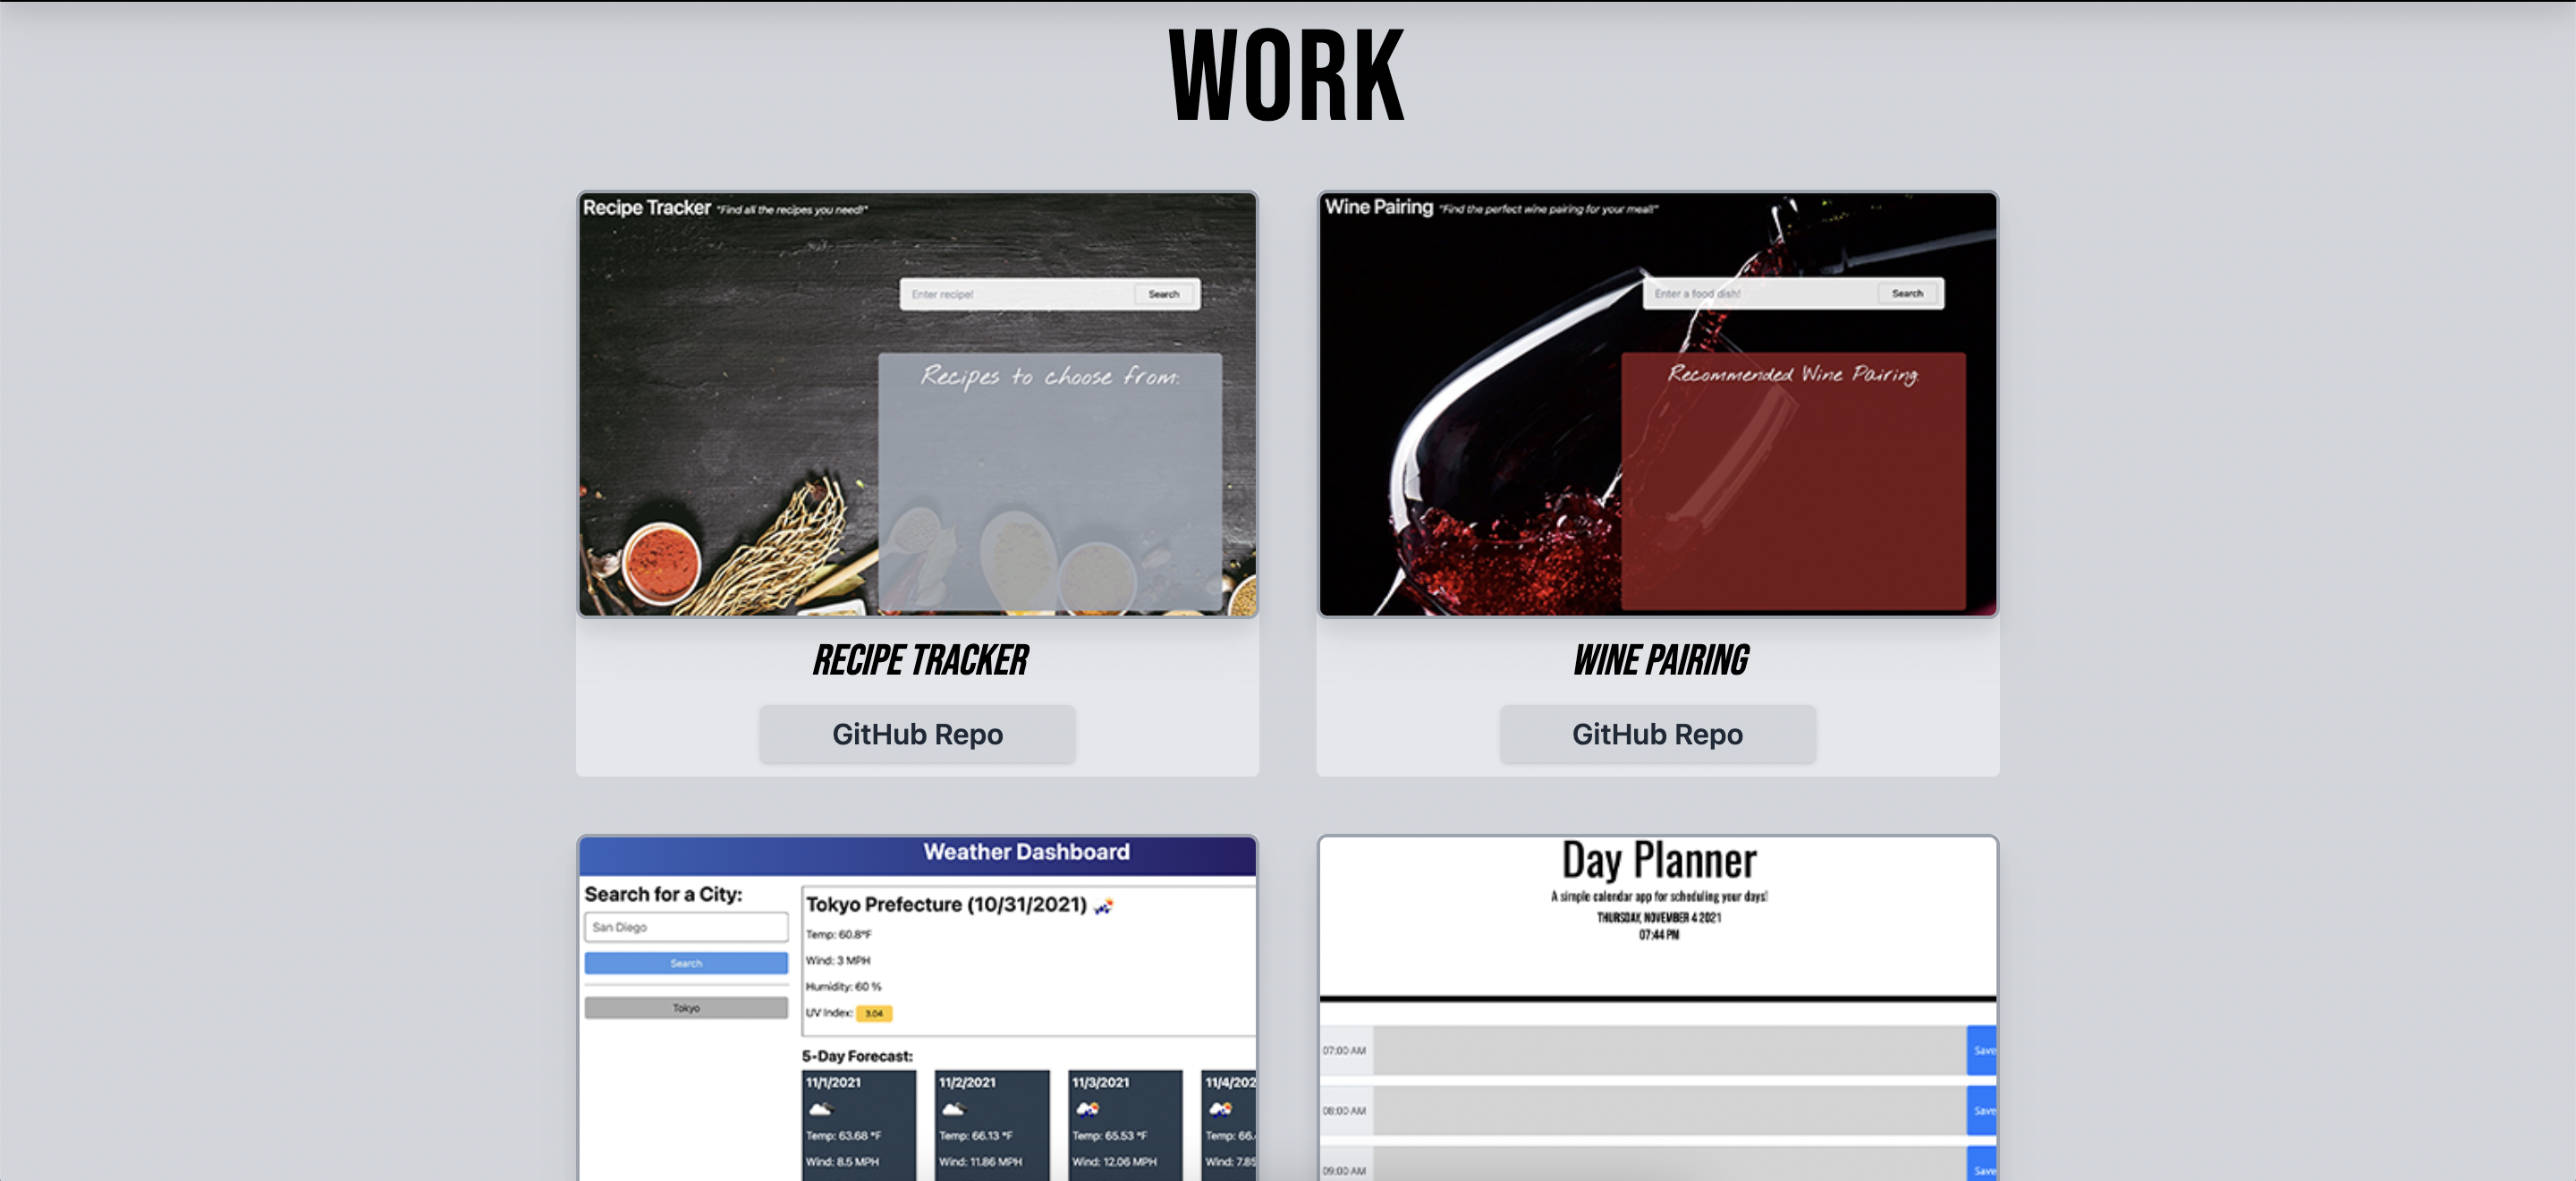 WORK
Recipe Tracker "Find all the recipes you need!"
Enter recipe! Search
Recipes to choose from:
RECIPE TRACKER
GitHub Repo
Wine Pairing "Find the perfect wine pairing for your meal!"
Enter a food dish! Search
Recommended Wine Pairing:
WINE PAIRING
GitHub Repo
Weather Dashboard
Search for a City:
San Diego
Search
Tokyo
Tokyo Prefecture (10/31/2021)
Temp: 60.8°F
Wind: 3 MPH
Humidity: 60 %
UV Index: 3.04
5-Day Forecast:
11/1/2021 11/2/2021 11/3/2021 11/4/202
Temp: 63.68 °F Temp: 66.13 °F Temp: 65.53 °F Temp: 66.
Wind: 8.5 MPH Wind: 11.86 MPH Wind: 12.06 MPH Wind: 7.85
Day Planner
A simple calendar app for scheduling your days!
THURSDAY, NOVEMBER 4 2021
07:44 PM
07:00 AM Save
08:00 AM Save
09:00 AM Save